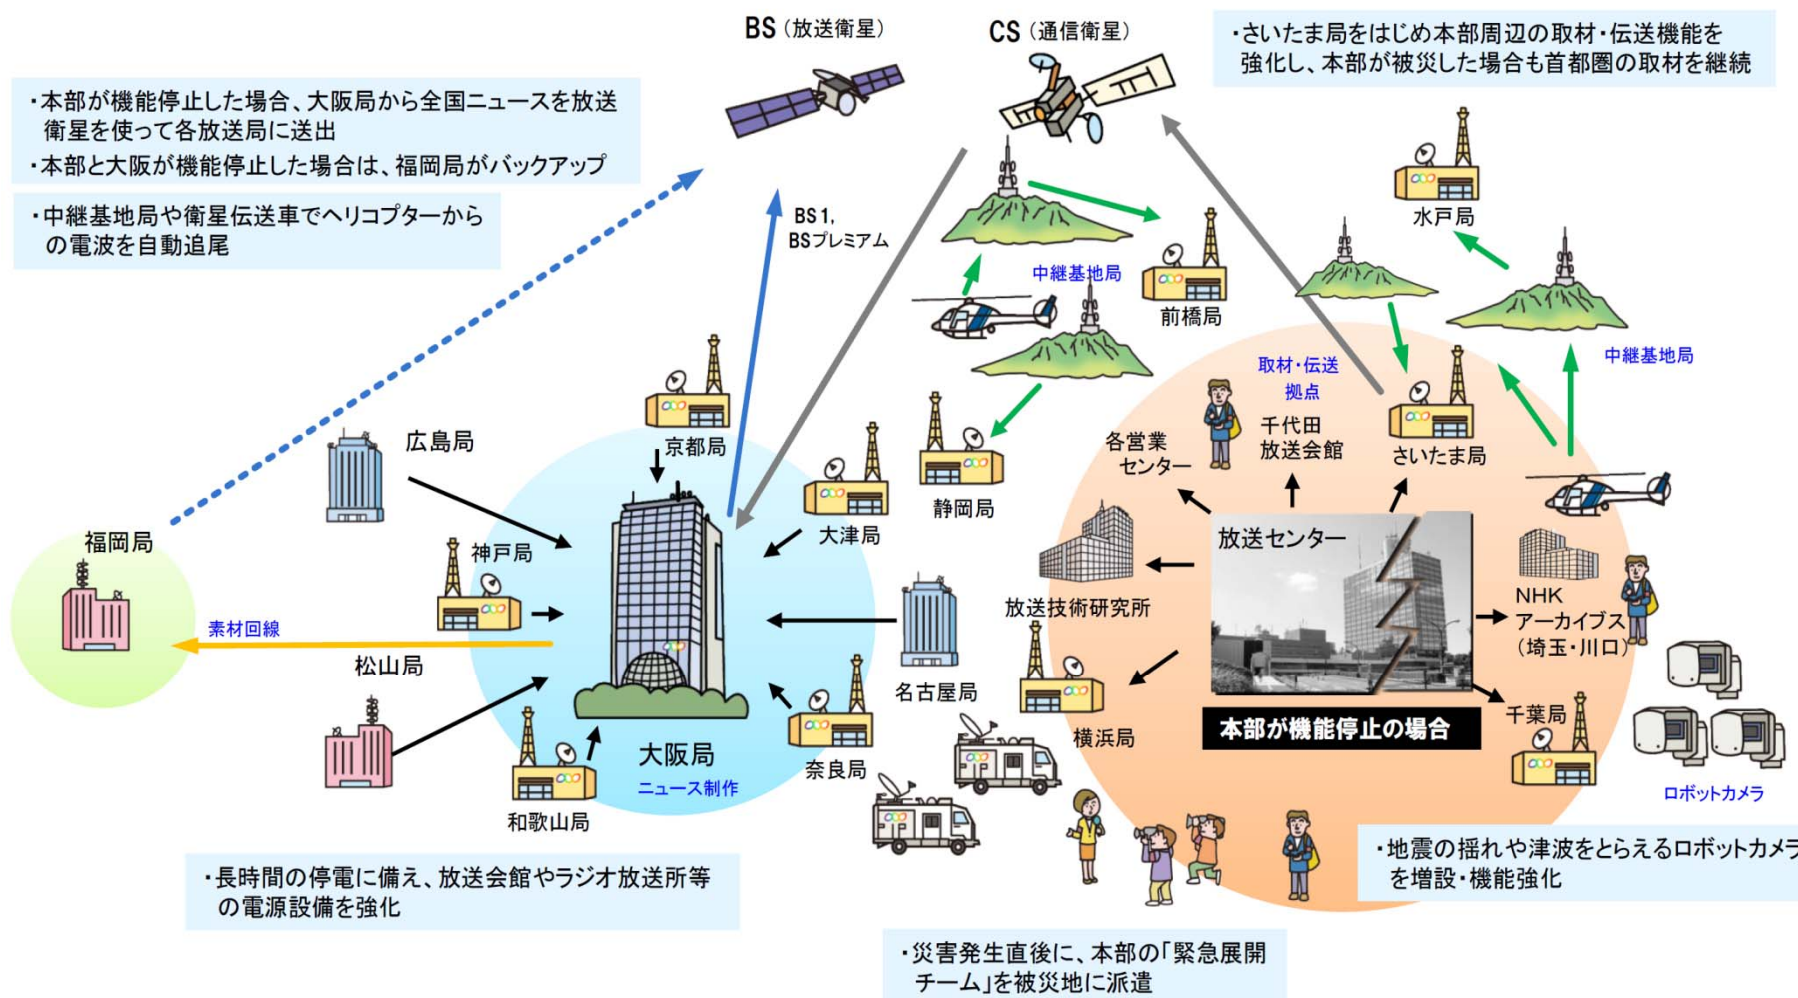 BS（放送衛星）
CS（通信衛星）
・さいたま局をはじめ本部周辺の取材・伝送機能を
強化し、本部が被災した場合も首都圏の取材を継続
・本部が機能停止した場合、大阪局から全国ニュースを放送
衛星を使って各放送局に送出
・本部と大阪が機能停止した場合は、福岡局がバックアップ
・中継基地局や衛星伝送車でヘリコプターから
の電波を自動追尾
BS1,
BSプレミアム
水戸局
中継基地局
前橋局
中継基地局
取材・伝送
拠点
千代田
放送会館
各営業
センター
さいたま局
京都局
広島局
大津局
静岡局
福岡局
神戸局
放送センター
放送技術研究所
NHK
アーカイブス
（埼玉・川口）
素材回線
松山局
名古屋局
横浜局
千葉局
本部が機能停止の場合
大阪局
ニュース制作
奈良局
和歌山局
ロボットカメラ
・地震の揺れや津波をとらえるロボットカメラ
を増設・機能強化
・長時間の停電に備え、放送会館やラジオ放送所等
の電源設備を強化
・災害発生直後に、本部の「緊急展開
チーム」を被災地に派遣